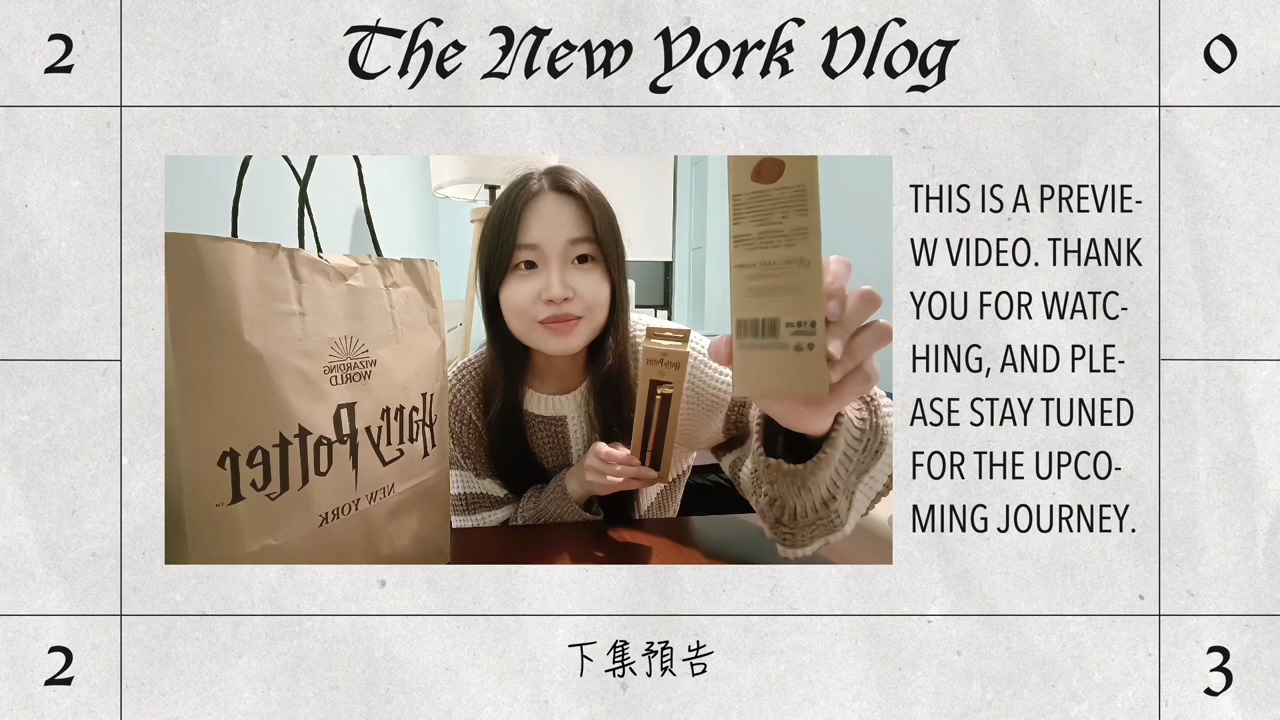 2
The New York Vlog
0
WIZARDING
WORLD
Harry Potter
™
NEW YORK
Harry Potter
THIS IS A PREVIE-
W VIDEO. THANK
YOU FOR WATC-
HING, AND PLE-
ASE STAY TUNED
FOR THE UPCO-
MING JOURNEY.
2
下集預告
3